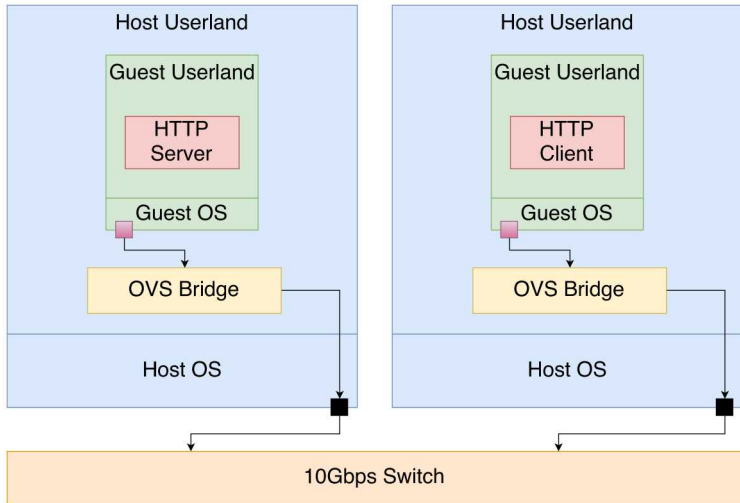 Host Userland
Guest Userland
HTTP
Server
Guest OS
OVS Bridge
Host OS
Host Userland
Guest Userland
HTTP
Client
Guest OS
OVS Bridge
Host OS
10Gbps Switch